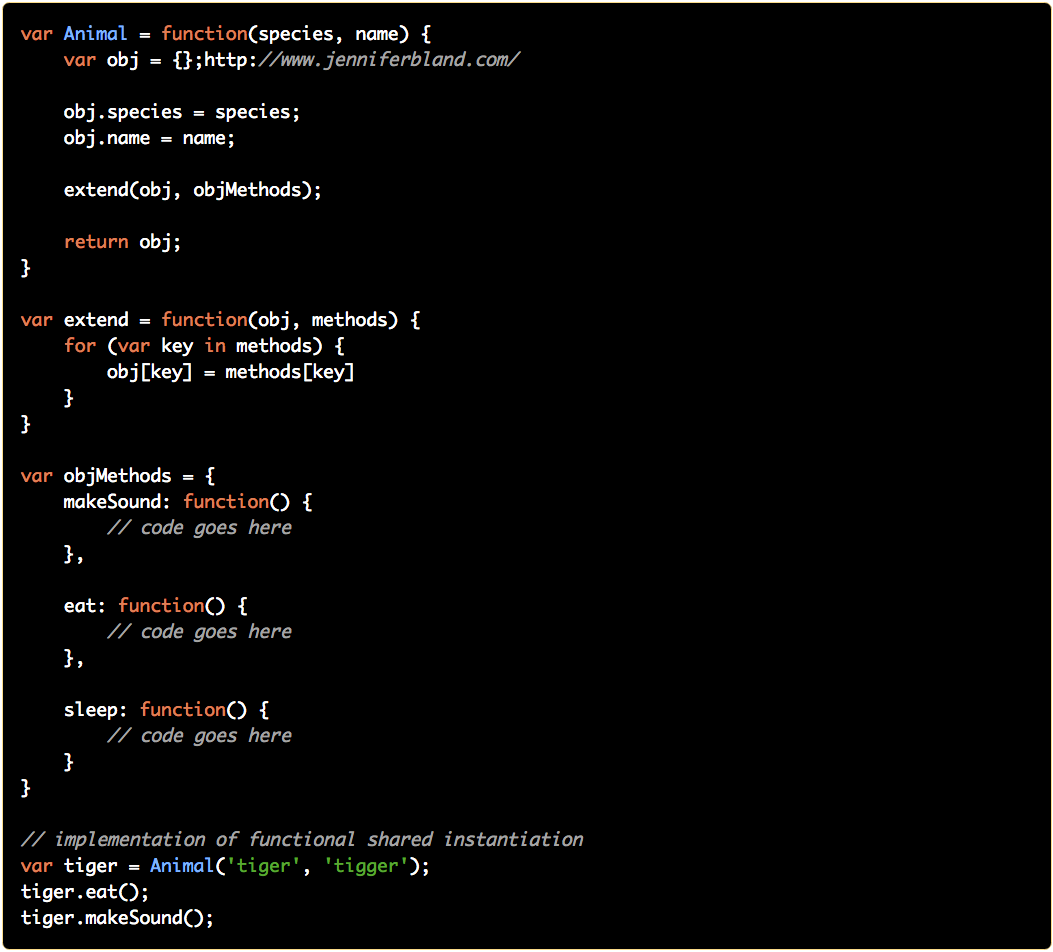 var Animal = function(species, name) {
    var obj = {};http://www.jenniferbland.com/
    obj.species = species;
    obj.name = name;
    extend(obj, objMethods);
    return obj;
}
var extend = function(obj, methods) {
    for (var key in methods) {
        obj[key] = methods[key]
    }
}
var objMethods = {
    makeSound: function() {
        // code goes here
    },
    eat: function() {
        // code goes here
    },
    sleep: function() {
        // code goes here
    }
}
// implementation of functional shared instantiation
var tiger = Animal('tiger', 'tigger');
tiger.eat();
tiger.makeSound();